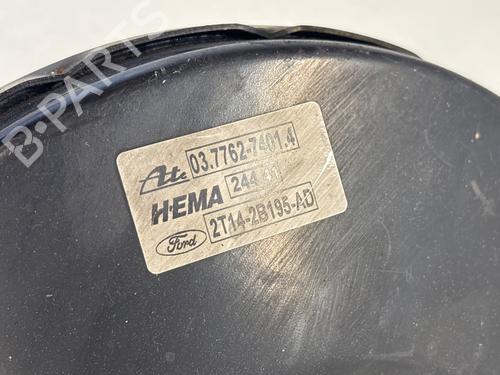 B-PARTS
Ate 03.7762-7401.4
HEMA 244
Ford 2T14-2B195-AD